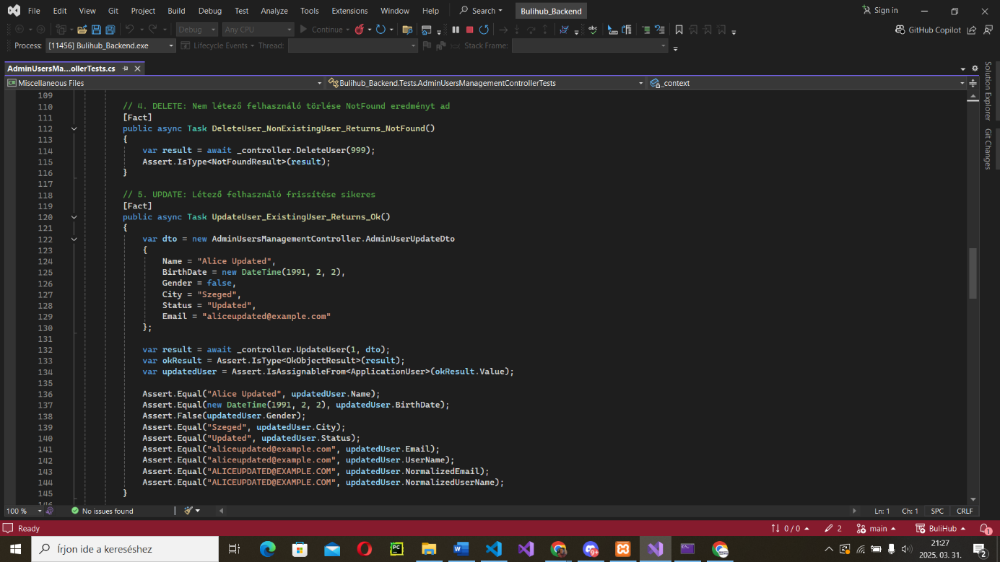 File Edit View Git Project Build Debug Test Analyze Tools Extensions Window Help Search Bulihub_Backend Sign in
Debug Any CPU Continue GitHub Copilot
Process: [11456] Bulihub_Backend.exe Lifecycle Events Thread: Stack Frame:
AdminUsersMa...ollerTests.cs
Miscellaneous Files Bulihub_Backend.Tests.AdminUsersManagementControllerTests _context
109
110 // 4. DELETE: Nem létező felhasználó törlése NotFound eredményt ad
111 [Fact]
112 public async Task DeleteUser_NonExistingUser_Returns_NotFound()
113 {
114 var result = await _controller.DeleteUser(999);
115 Assert.IsType<NotFoundResult>(result);
116 }
117
118 // 5. UPDATE: Létező felhasználó frissítése sikeres
119 [Fact]
120 public async Task UpdateUser_ExistingUser_Returns_Ok()
121 {
122 var dto = new AdminUsersManagementController.AdminUserUpdateDto
123 {
124 Name = "Alice Updated",
125 BirthDate = new DateTime(1991, 2, 2),
126 Gender = false,
127 City = "Szeged",
128 Status = "Updated",
129 Email = "aliceupdated@example.com"
130 };
131
132 var result = await _controller.UpdateUser(1, dto);
133 var okResult = Assert.IsType<OkObjectResult>(result);
134 var updatedUser = Assert.IsAssignableFrom<ApplicationUser>(okResult.Value);
135
136 Assert.Equal("Alice Updated", updatedUser.Name);
137 Assert.Equal(new DateTime(1991, 2, 2), updatedUser.BirthDate);
138 Assert.False(updatedUser.Gender);
139 Assert.Equal("Szeged", updatedUser.City);
140 Assert.Equal("Updated", updatedUser.Status);
141 Assert.Equal("aliceupdated@example.com", updatedUser.Email);
142 Assert.Equal("aliceupdated@example.com", updatedUser.UserName);
143 Assert.Equal("ALICEUPDATED@EXAMPLE.COM", updatedUser.NormalizedEmail);
144 Assert.Equal("ALICEUPDATED@EXAMPLE.COM", updatedUser.NormalizedUserName);
145 }
Solution Explorer
Git Changes
100 % No issues found Ln: 1 Ch: 1 SPC CRLF
Ready 0 / 0 2 main BuliHub 1
Írjon ide a kereséshez 21:27
2025. 03. 31. 2